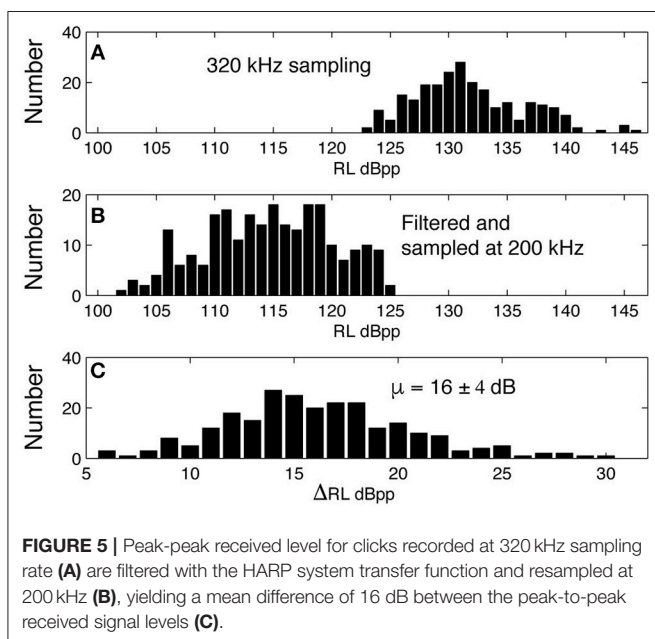 A
320 kHz sampling
Number
40
20
0
100 105 110 115 120 125 130 135 140 145
RL dBpp
B
Filtered and
sampled at 200 kHz
Number
20
10
0
100 105 110 115 120 125 130 135 140 145
RL dBpp
C
μ = 16 ± 4 dB
Number
40
20
0
5 10 15 20 25 30
ΔRL dBpp
FIGURE 5 | Peak-peak received level for clicks recorded at 320 kHz sampling
rate (A) are filtered with the HARP system transfer function and resampled at
200 kHz (B), yielding a mean difference of 16 dB between the peak-to-peak
received signal levels (C).